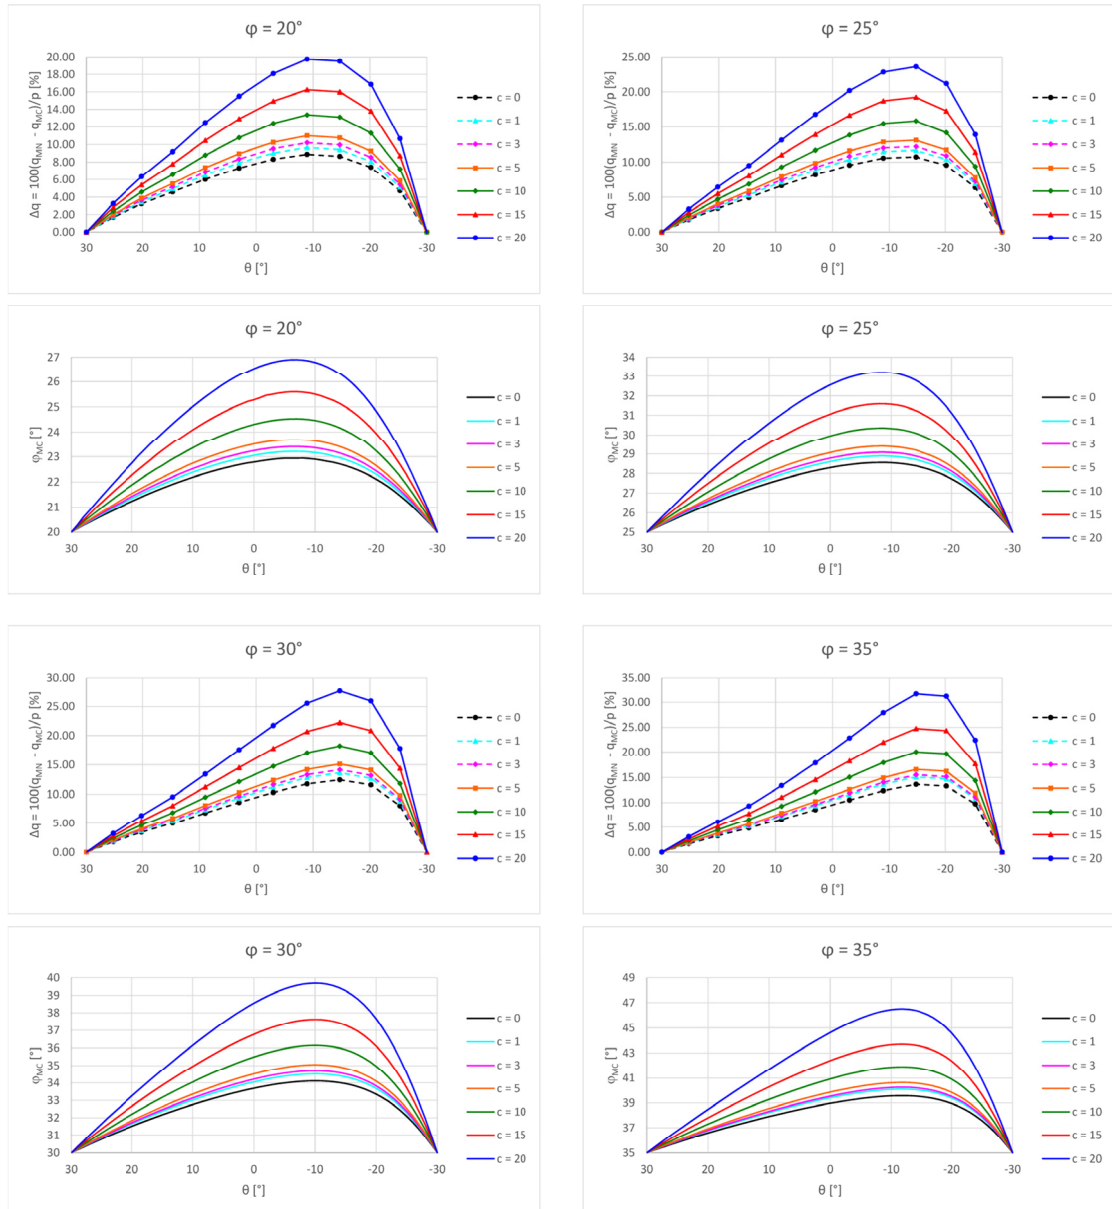 φ = 20°
Δq = 100(qMN - qMC)/p [%]
20.00
18.00
16.00
14.00
12.00
10.00
8.00
6.00
4.00
2.00
0.00
30 20 10 0 -10 -20 -30
θ [°]
c = 0
c = 1
c = 3
c = 5
c = 10
c = 15
c = 20
φ = 25°
Δq = 100(qMN - qMC)/p [%]
25.00
20.00
15.00
10.00
5.00
0.00
30 20 10 0 -10 -20 -30
θ [°]
c = 0
c = 1
c = 3
c = 5
c = 10
c = 15
c = 20
φ = 20°
φMC [°]
27
26
25
24
23
22
21
20
30 20 10 0 -10 -20 -30
θ [°]
c = 0
c = 1
c = 3
c = 5
c = 10
c = 15
c = 20
φ = 25°
φMC [°]
34
33
32
31
30
29
28
27
26
25
30 20 10 0 -10 -20 -30
θ [°]
c = 0
c = 1
c = 3
c = 5
c = 10
c = 15
c = 20
φ = 30°
Δq = 100(qMN - qMC)/p [%]
30.00
25.00
20.00
15.00
10.00
5.00
0.00
30 20 10 0 -10 -20 -30
θ [°]
c = 0
c = 1
c = 3
c = 5
c = 10
c = 15
c = 20
φ = 35°
Δq = 100(qMN - qMC)/p [%]
35.00
30.00
25.00
20.00
15.00
10.00
5.00
0.00
30 20 10 0 -10 -20 -30
θ [°]
c = 0
c = 1
c = 3
c = 5
c = 10
c = 15
c = 20
φ = 30°
φMC [°]
40
39
38
37
36
35
34
33
32
31
30
30 20 10 0 -10 -20 -30
θ [°]
c = 0
c = 1
c = 3
c = 5
c = 10
c = 15
c = 20
φ = 35°
φMC [°]
49
47
45
43
41
39
37
35
30 20 10 0 -10 -20 -30
θ [°]
c = 0
c = 1
c = 3
c = 5
c = 10
c = 15
c = 20